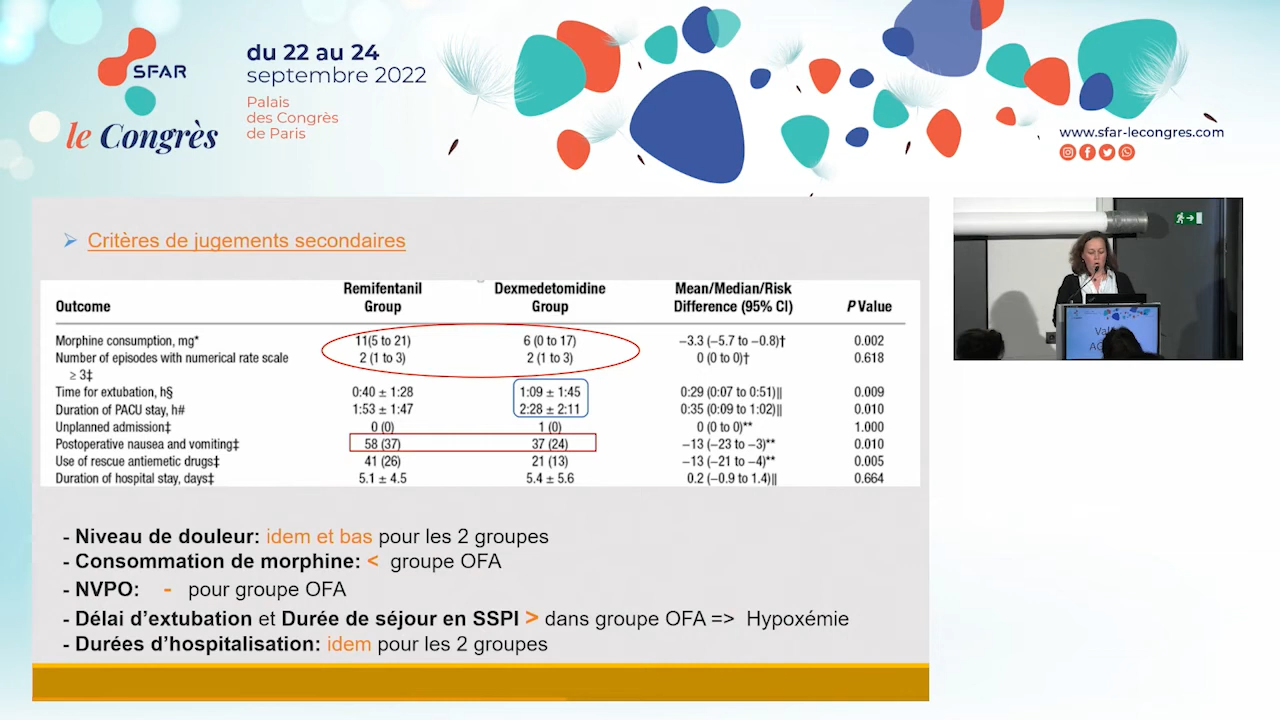 SFAR
le Congrès
du 22 au 24
septembre 2022
Palais
des Congrès
de Paris
www.sfar-lecongres.com
➢ Critères de jugements secondaires
Outcome Remifentanil Group Dexmedetomidine Group Mean/Median/Risk Difference (95% CI) P Value
Morphine consumption, mg* 11(5 to 21) 6 (0 to 17) −3.3 (−5.7 to −0.8)† 0.002
Number of episodes with numerical rate scale ≥ 3‡ 2 (1 to 3) 2 (1 to 3) 0 (0 to 0)† 0.618
Time for extubation, h§ 0:40 ± 1:28 1:09 ± 1:45 0:29 (0:07 to 0:51)|| 0.009
Duration of PACU stay, h# 1:53 ± 1:47 2:28 ± 2:11 0:35 (0:09 to 1:02)|| 0.010
Unplanned admission‡ 0 (0) 1 (0) 0 (0 to 0)** 1.000
Postoperative nausea and vomiting‡ 58 (37) 37 (24) −13 (−23 to −3)** 0.010
Use of rescue antiemetic drugs‡ 41 (26) 21 (13) −13 (−21 to −4)** 0.005
Duration of hospital stay, days‡ 5.1 ± 4.5 5.4 ± 5.6 0.2 (−0.9 to 1.4)|| 0.664
- Niveau de douleur: idem et bas pour les 2 groupes
- Consommation de morphine: < groupe OFA
- NVPO: - pour groupe OFA
- Délai d'extubation et Durée de séjour en SSPI > dans groupe OFA => Hypoxémie
- Durées d'hospitalisation: idem pour les 2 groupes